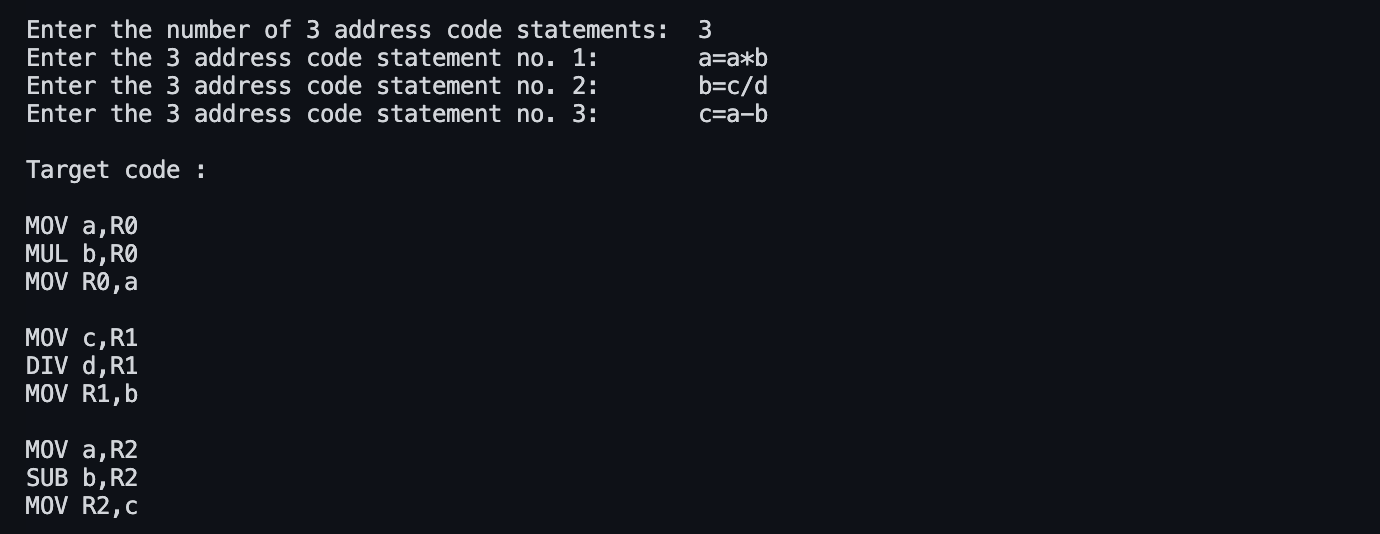 Enter the number of 3 address code statements:  3
Enter the 3 address code statement no. 1:       a=a*b
Enter the 3 address code statement no. 2:       b=c/d
Enter the 3 address code statement no. 3:       c=a-b

Target code :

MOV a,R0
MUL b,R0
MOV R0,a

MOV c,R1
DIV d,R1
MOV R1,b

MOV a,R2
SUB b,R2
MOV R2,c